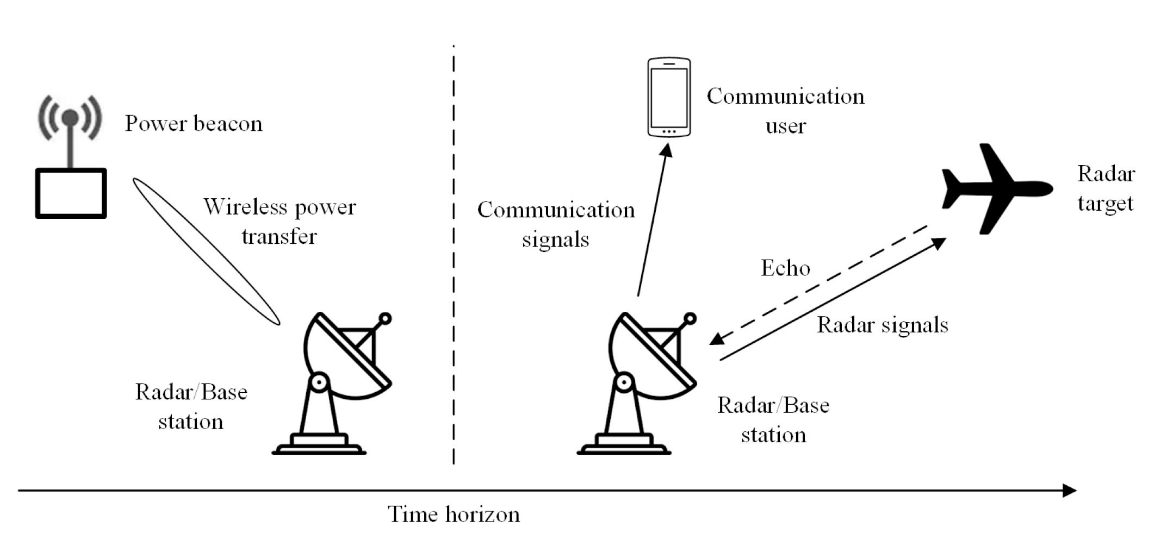 Power beacon
Wireless power
transfer
Radar/Base
station
Communication
user
Communication
signals
Radar
target
Echo
Radar signals
Radar/Base
station
Time horizon